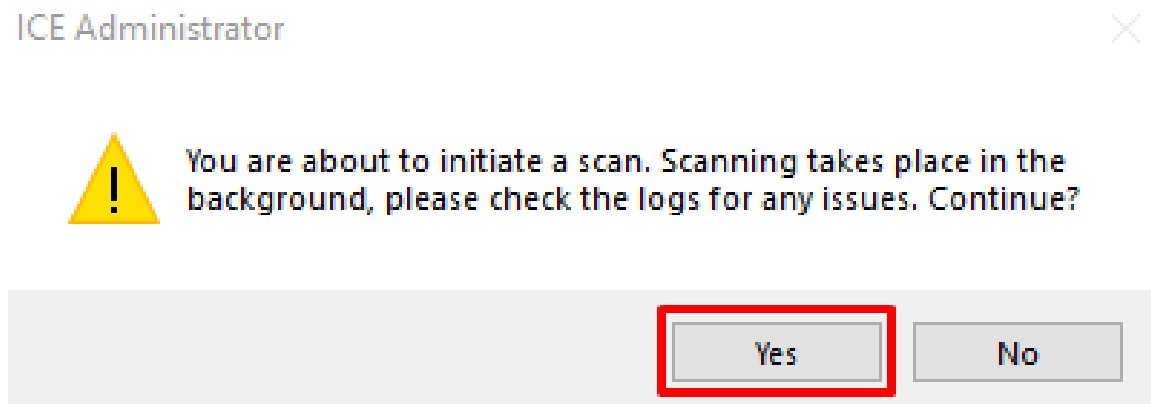 ICE Administrator
You are about to initiate a scan. Scanning takes place in the
background, please check the logs for any issues. Continue?
Yes
No